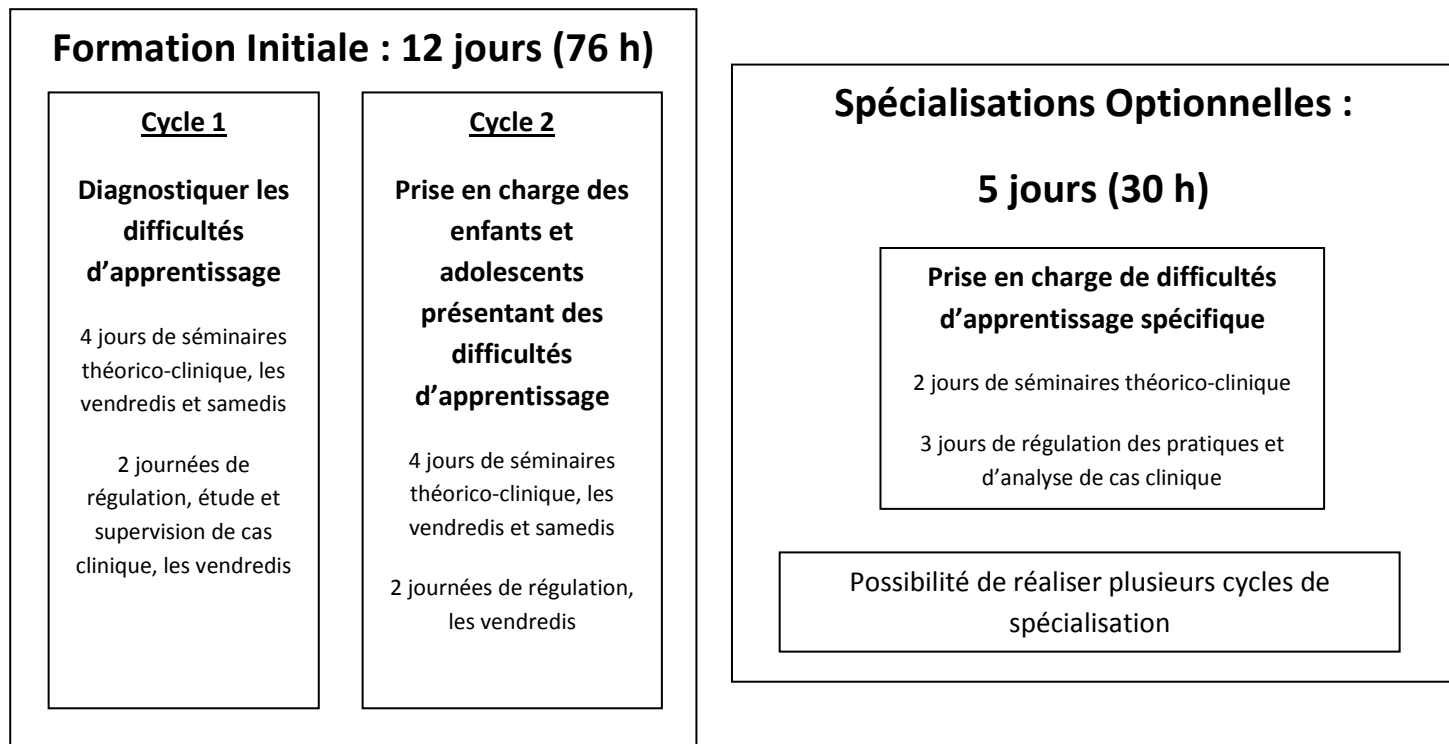 Formation Initiale : 12 jours (76 h)
Cycle 1
Diagnostiquer les
difficultés
d’apprentissage
4 jours de séminaires
théorico-clinique, les
vendredis et samedis
2 journées de
régulation, étude et
supervision de cas
clinique, les vendredis
Cycle 2
Prise en charge des
enfants et
adolescents
présentant des
difficultés
d’apprentissage
4 jours de séminaires
théorico-clinique, les
vendredis et samedis
2 journées de régulation,
les vendredis
Spécialisations Optionnelles :
5 jours (30 h)
Prise en charge de difficultés
d’apprentissage spécifique
2 jours de séminaires théorico-clinique
3 jours de régulation des pratiques et
d’analyse de cas clinique
Possibilité de réaliser plusieurs cycles de
spécialisation